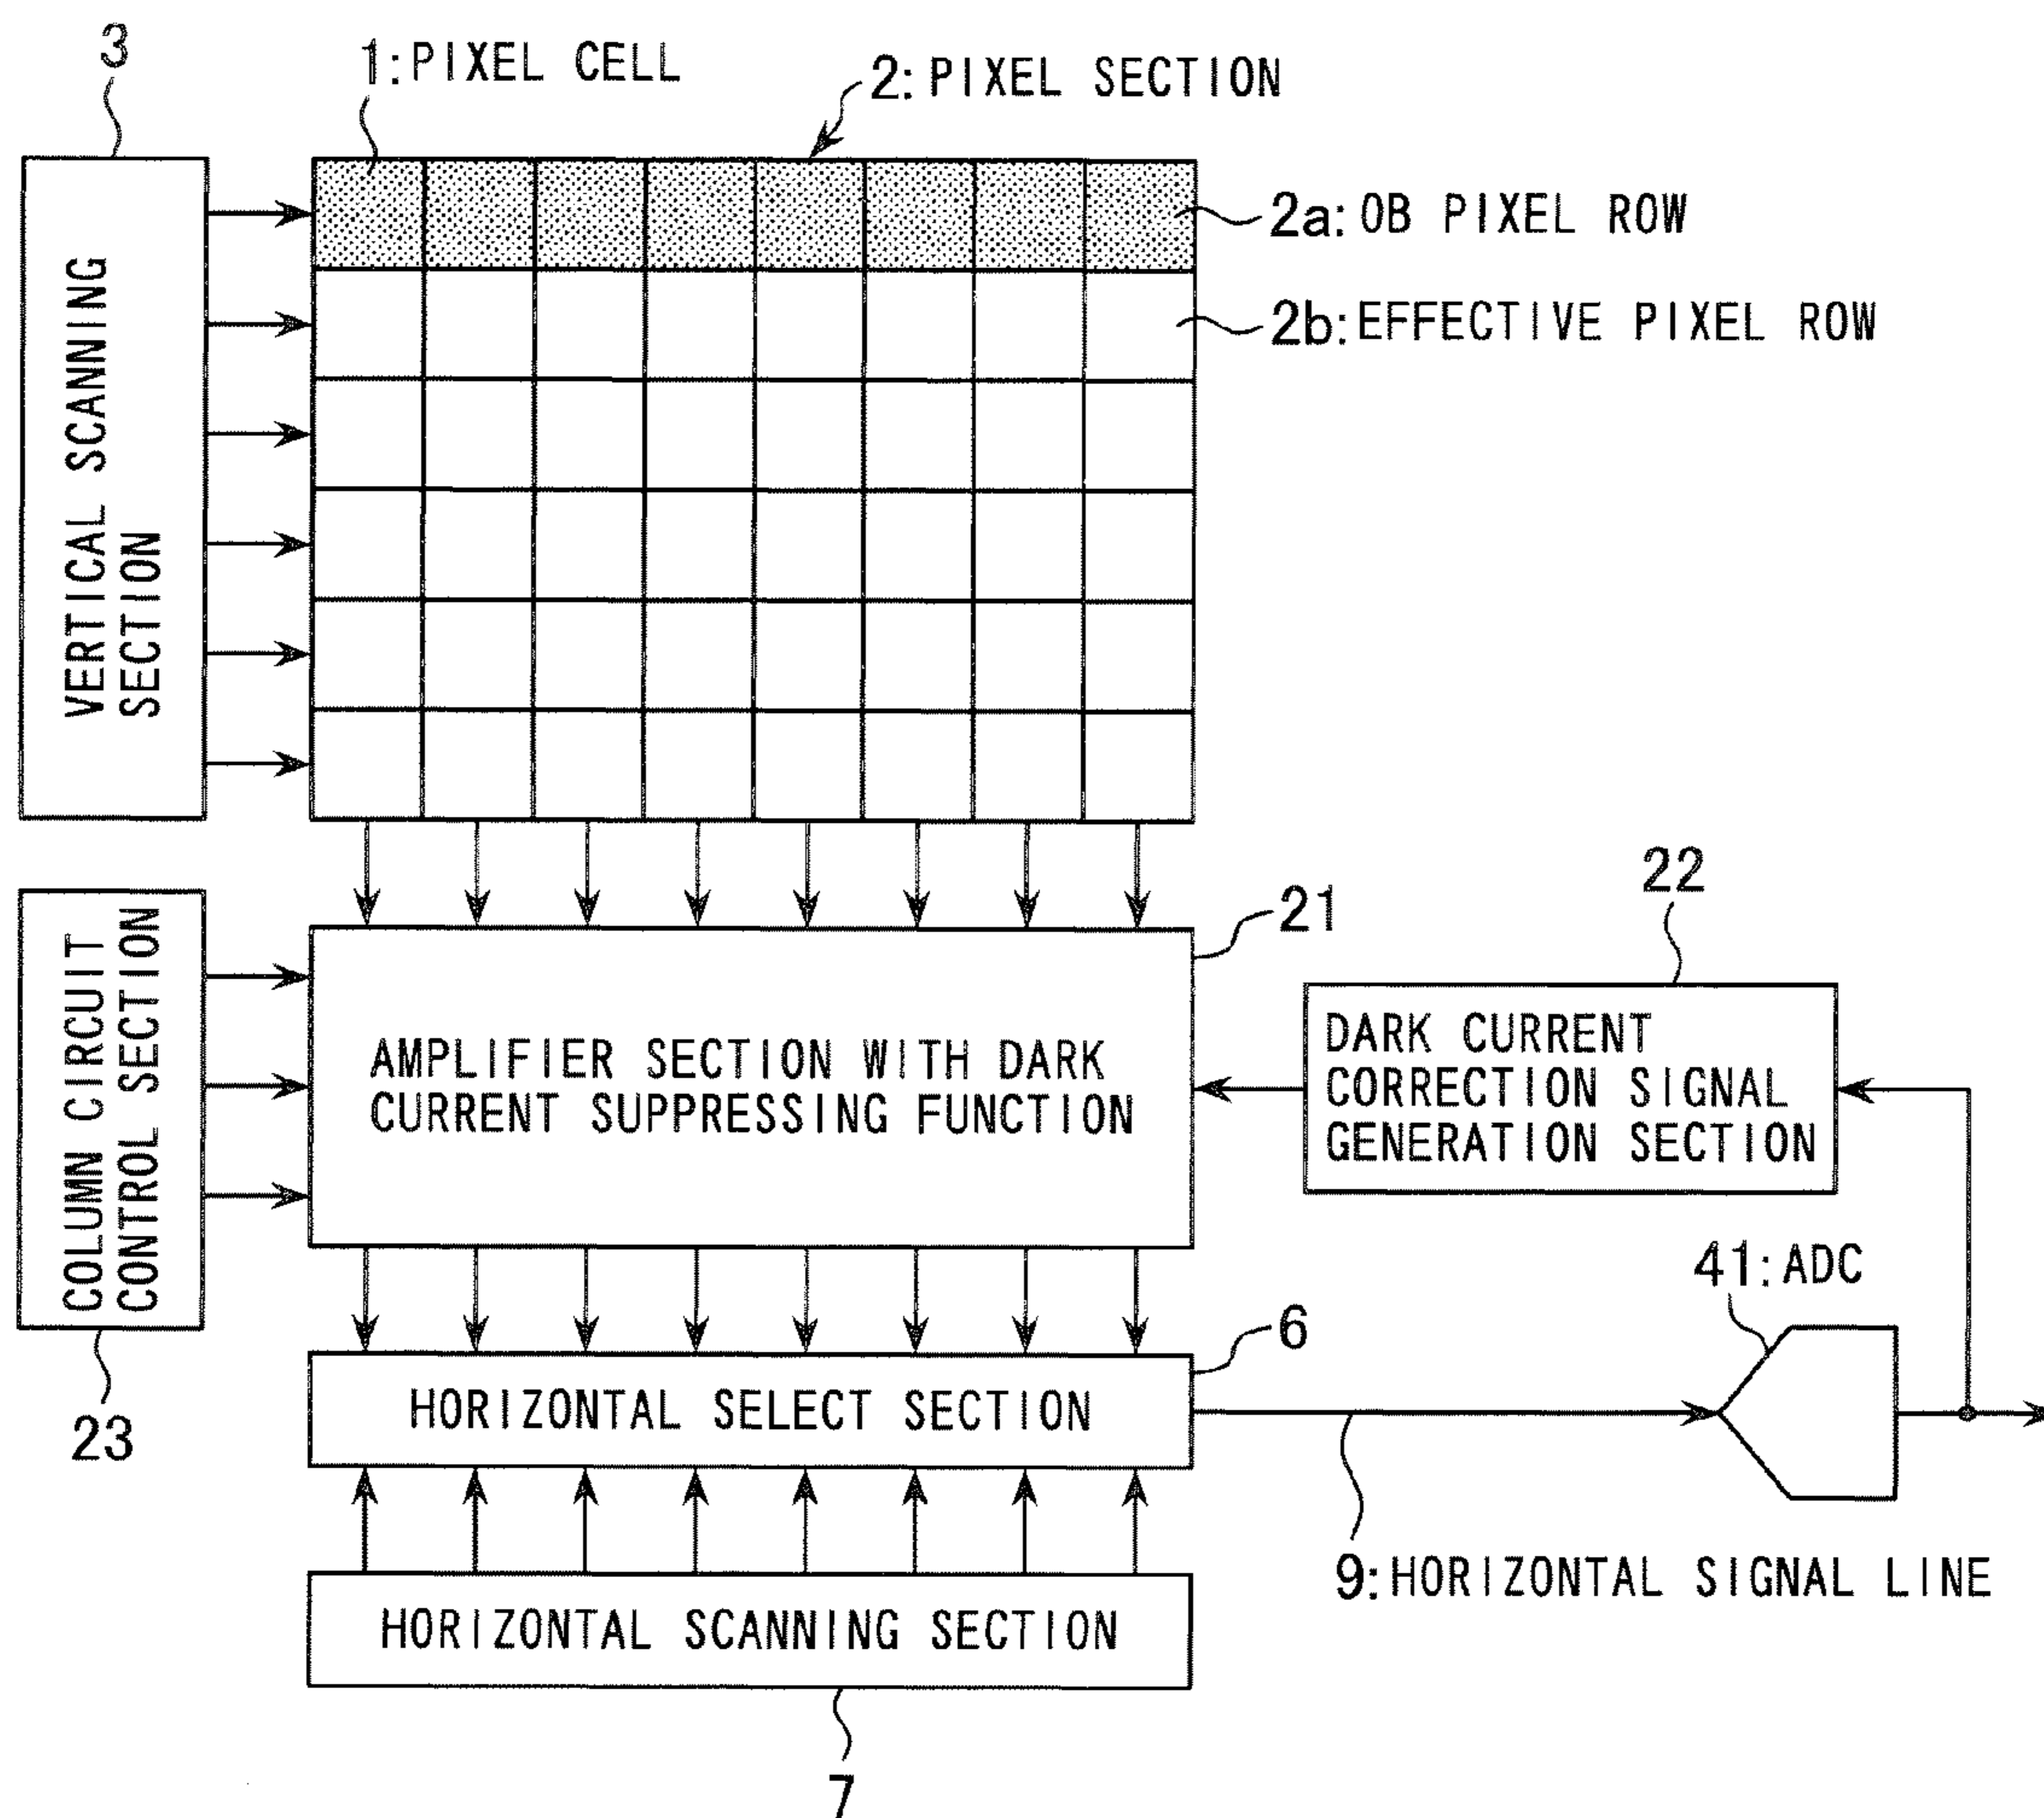 3
1: PIXEL CELL
2: PIXEL SECTION
2a: OB PIXEL ROW
2b: EFFECTIVE PIXEL ROW
VERTICAL SCANNING
SECTION
21
22
COLUMN CIRCUIT
CONTROL SECTION
23
AMPLIFIER SECTION WITH DARK
CURRENT SUPPRESSING FUNCTION
DARK CURRENT
CORRECTION SIGNAL
GENERATION SECTION
41: ADC
6
HORIZONTAL SELECT SECTION
9: HORIZONTAL SIGNAL LINE
HORIZONTAL SCANNING SECTION
7